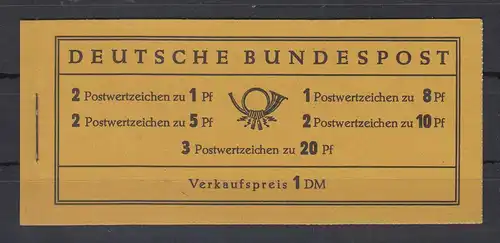 DEUTSCHE BUNDESPOST
2 Postwertzeichen zu 1 Pf
1 Postwertzeichen zu 8 Pf
2 Postwertzeichen zu 5 Pf
2 Postwertzeichen zu 10 Pf
3 Postwertzeichen zu 20 Pf
Verkaufspreis 1 DM